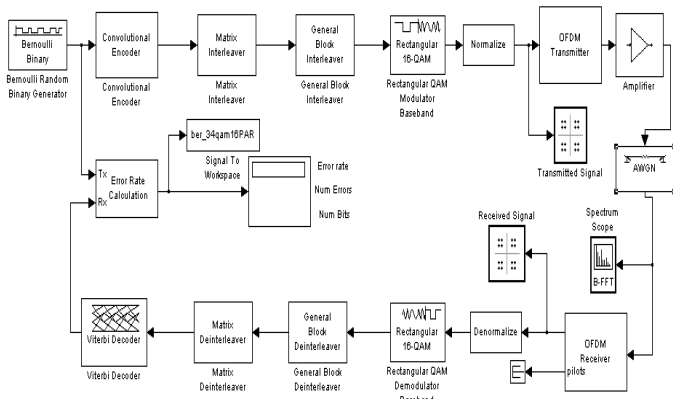 Bernoulli
Binary
Bernoulli Random
Binary Generator
Convolutional
Encoder
Convolutional
Encoder
Matrix
Interleaver
Matrix
Interleaver
General
Block
Interleaver
General Block
Interleaver
Rectangular
16-QAM
Rectangular QAM
Modulator
Baseband
Normalize
OFDM
Transmitter
Amplifier
Transmitted Signal
AWGN
ber_34qam16PAR
Signal To
Workspace
Tx
Rx
Error Rate
Calculation
Error rate
Num Errors
Num Bits
Received Signal
Spectrum
Scope
B-FFT
Viterbi Decoder
Viterbi Decoder
Matrix
Deinterleaver
Matrix
Deinterleaver
General
Block
Deinterleaver
General Block
Deinterleaver
Rectangular
16-QAM
Rectangular QAM
Demodulator
Baseband
Denormalize
OFDM
Receiver
pilots